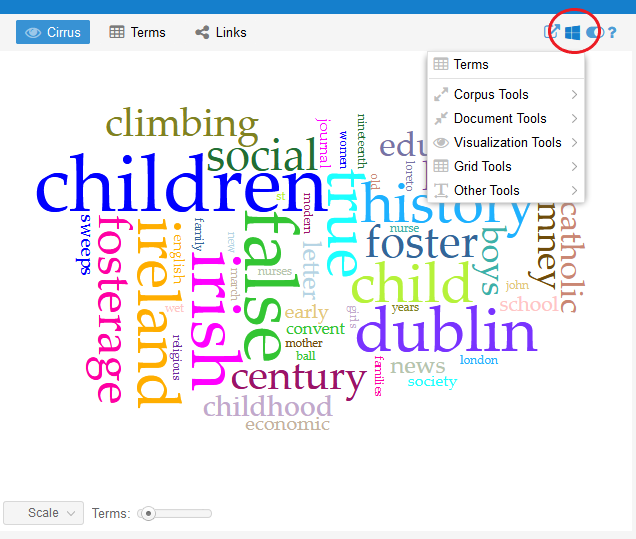 Cirrus Terms Links ?
Terms
Corpus Tools
Document Tools
Visualization Tools
Grid Tools
Other Tools
climbing
social
children
journal
women
nineteenth
true
old
loreto
edu
history
mney
catholic
sweeps
fosterage
ireland
english
family
irish
new
march
false
st
modern
nurses
letter
nurse
foster
boys
child
john
school
wet
religious
early
convent
mother
ball
girls
years
dublin
london
century
families
news
society
childhood
economic
Scale Terms: